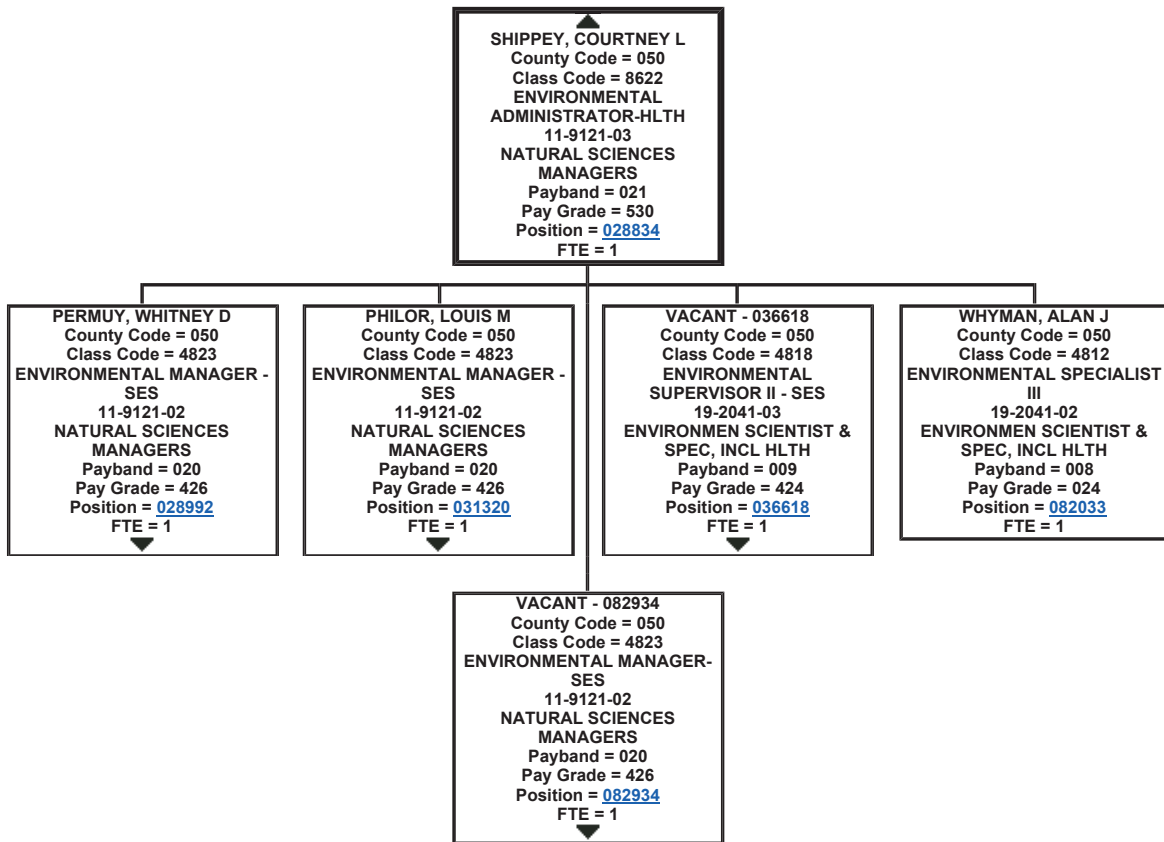 SHIPPEY, COURTNEY L
County Code = 050
Class Code = 8622
ENVIRONMENTAL
ADMINISTRATOR-HLTH
11-9121-03
NATURAL SCIENCES
MANAGERS
Payband = 021
Pay Grade = 530
Position = 028834
FTE = 1
PERMUY, WHITNEY D
County Code = 050
Class Code = 4823
ENVIRONMENTAL MANAGER -
SES
11-9121-02
NATURAL SCIENCES
MANAGERS
Payband = 020
Pay Grade = 426
Position = 028992
FTE = 1
PHILOR, LOUIS M
County Code = 050
Class Code = 4823
ENVIRONMENTAL MANAGER -
SES
11-9121-02
NATURAL SCIENCES
MANAGERS
Payband = 020
Pay Grade = 426
Position = 031320
FTE = 1
VACANT - 036618
County Code = 050
Class Code = 4818
ENVIRONMENTAL
SUPERVISOR II - SES
19-2041-03
ENVIRONMEN SCIENTIST &
SPEC, INCL HLTH
Payband = 009
Pay Grade = 424
Position = 036618
FTE = 1
WHYMAN, ALAN J
County Code = 050
Class Code = 4812
ENVIRONMENTAL SPECIALIST
III
19-2041-02
ENVIRONMEN SCIENTIST &
SPEC, INCL HLTH
Payband = 008
Pay Grade = 024
Position = 082033
FTE = 1
VACANT - 082934
County Code = 050
Class Code = 4823
ENVIRONMENTAL MANAGER-
SES
11-9121-02
NATURAL SCIENCES
MANAGERS
Payband = 020
Pay Grade = 426
Position = 082934
FTE = 1